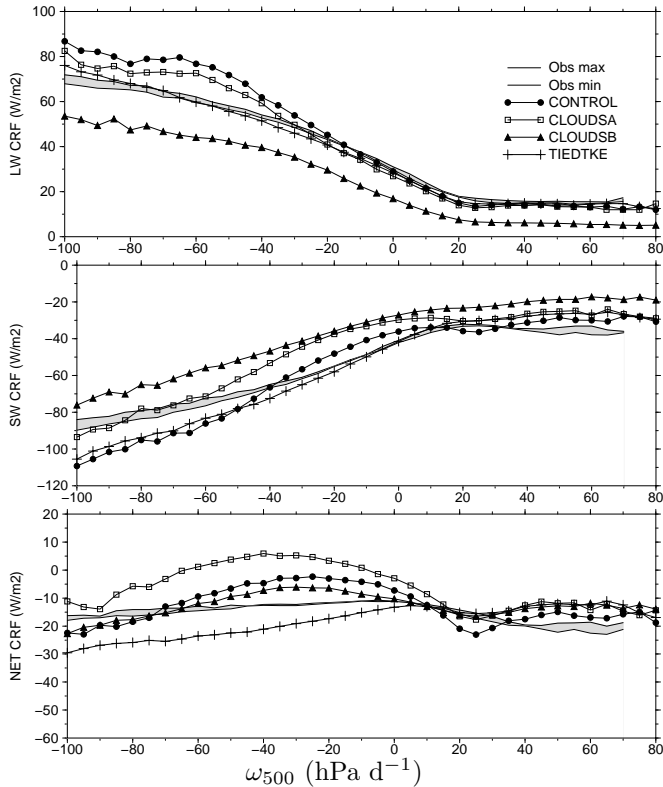 100
80
60
40
20
0
LW CRF (W/m2)
Obs max
Obs min
CONTROL
CLOUDSA
CLOUDSB
TIEDTKE
−100 −80 −60 −40 −20 0 20 40 60 80
0
−20
−40
−60
−80
−100
−120
SW CRF (W/m2)
−100 −80 −60 −40 −20 0 20 40 60 80
20
10
0
−10
−20
−30
−40
−50
−60
NET CRF (W/m2)
−100 −80 −60 −40 −20 0 20 40 60 80
ω500 (hPa d−1)